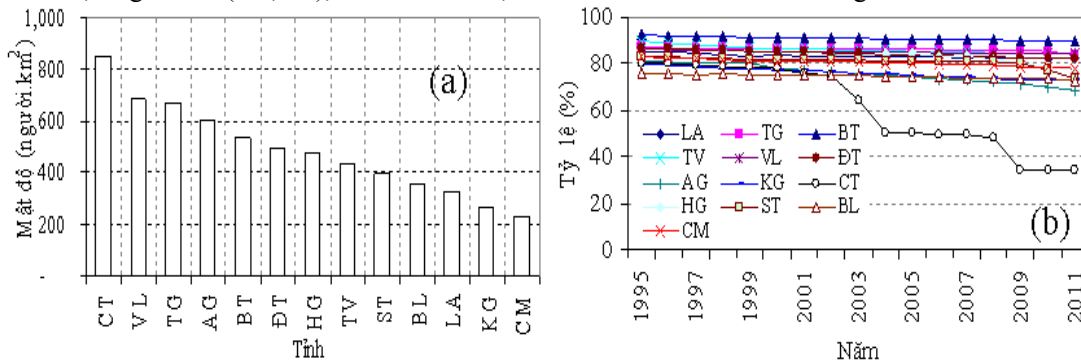 1,000
800
600
400
200
-
Mật độ (người/km²)
(a)
CT VL TG AG BT ĐT HG TV ST BL LA KG CM
Tỉnh
100
80
60
40
20
0
Tỷ lệ (%)
LA TG BT
TV VL ĐT
AG KG CT
HG ST BL
CM
(b)
1995 1997 1999 2001 2003 2005 2007 2009 2011
Năm